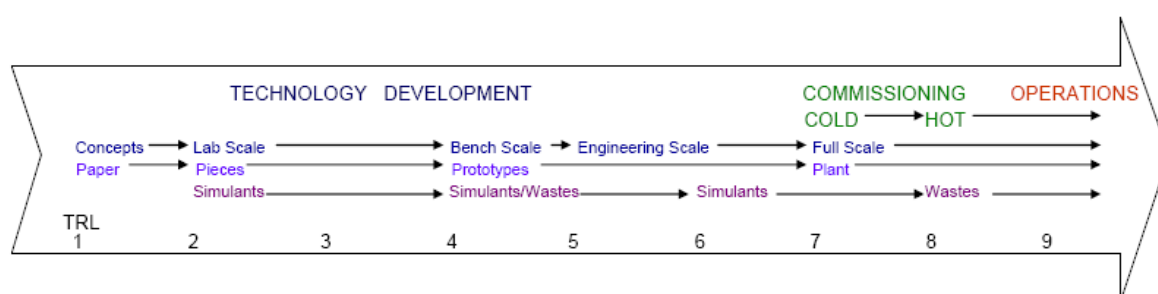 TECHNOLOGY DEVELOPMENT COMMISSIONING OPERATIONS
COLD HOT
Concepts Lab Scale Bench Scale Engineering Scale Full Scale
Paper Pieces Prototypes Plant
Simulants Simulants/Wastes Simulants Wastes
TRL
1 2 3 4 5 6 7 8 9